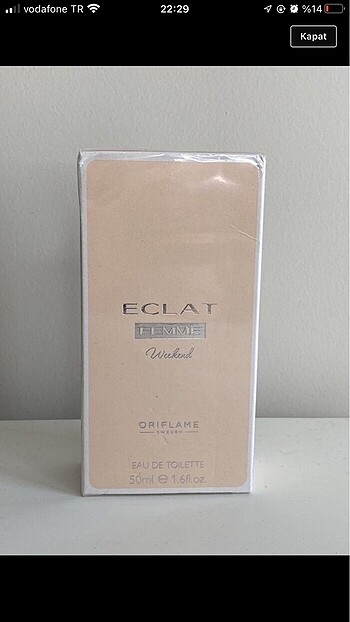 vodafone TR
22:29
%14
Kapat
ECLAT
FEMME
Weekend
ORIFLAME
SWEDEN
EAU DE TOILETTE
50ml e 1.6fl.oz.